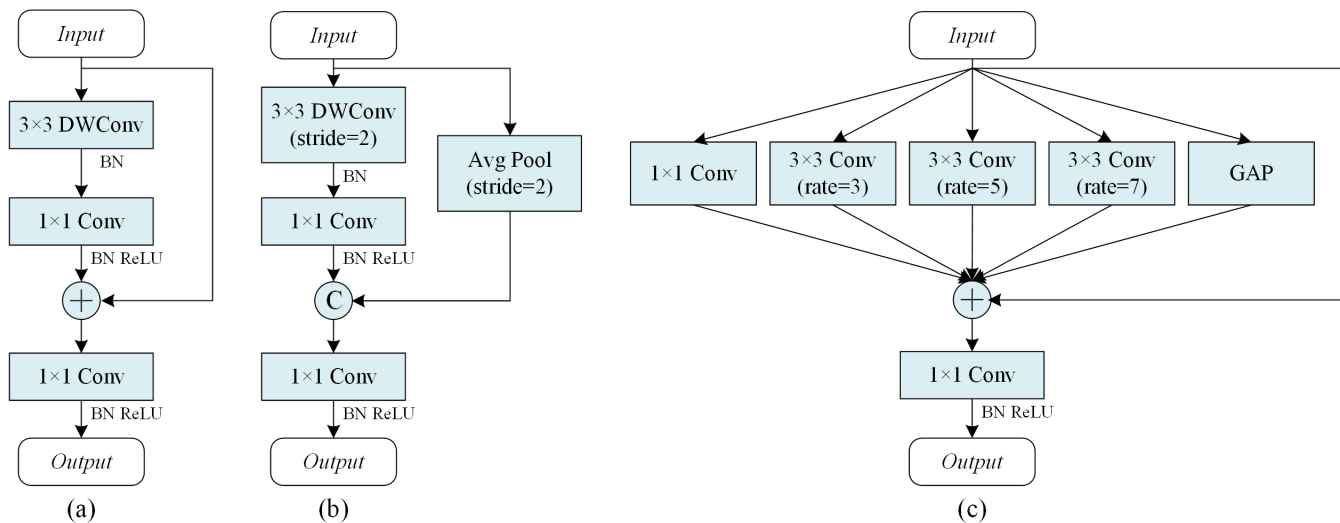 Input
3×3 DWConv
BN
1×1 Conv
BN ReLU
+
1×1 Conv
BN ReLU
Output
(a)
Input
3×3 DWConv
(stride=2)
BN
Avg Pool
(stride=2)
1×1 Conv
BN ReLU
C
1×1 Conv
BN ReLU
Output
(b)
Input
1×1 Conv
3×3 Conv
(rate=3)
3×3 Conv
(rate=5)
3×3 Conv
(rate=7)
GAP
+
1×1 Conv
BN ReLU
Output
(c)